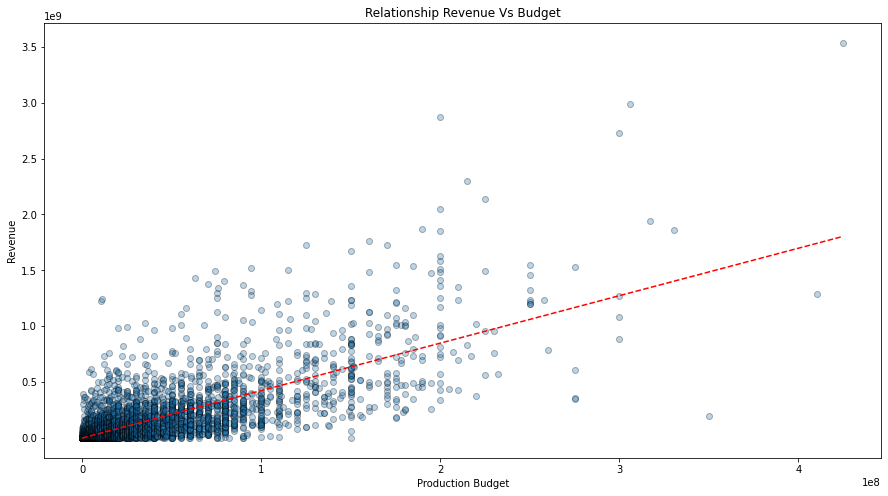 Relationship Revenue Vs Budget
1e9
3.5
3.0
2.5
2.0
1.5
1.0
0.5
0.0
Revenue
0 1 2 3 4
1e8
Production Budget